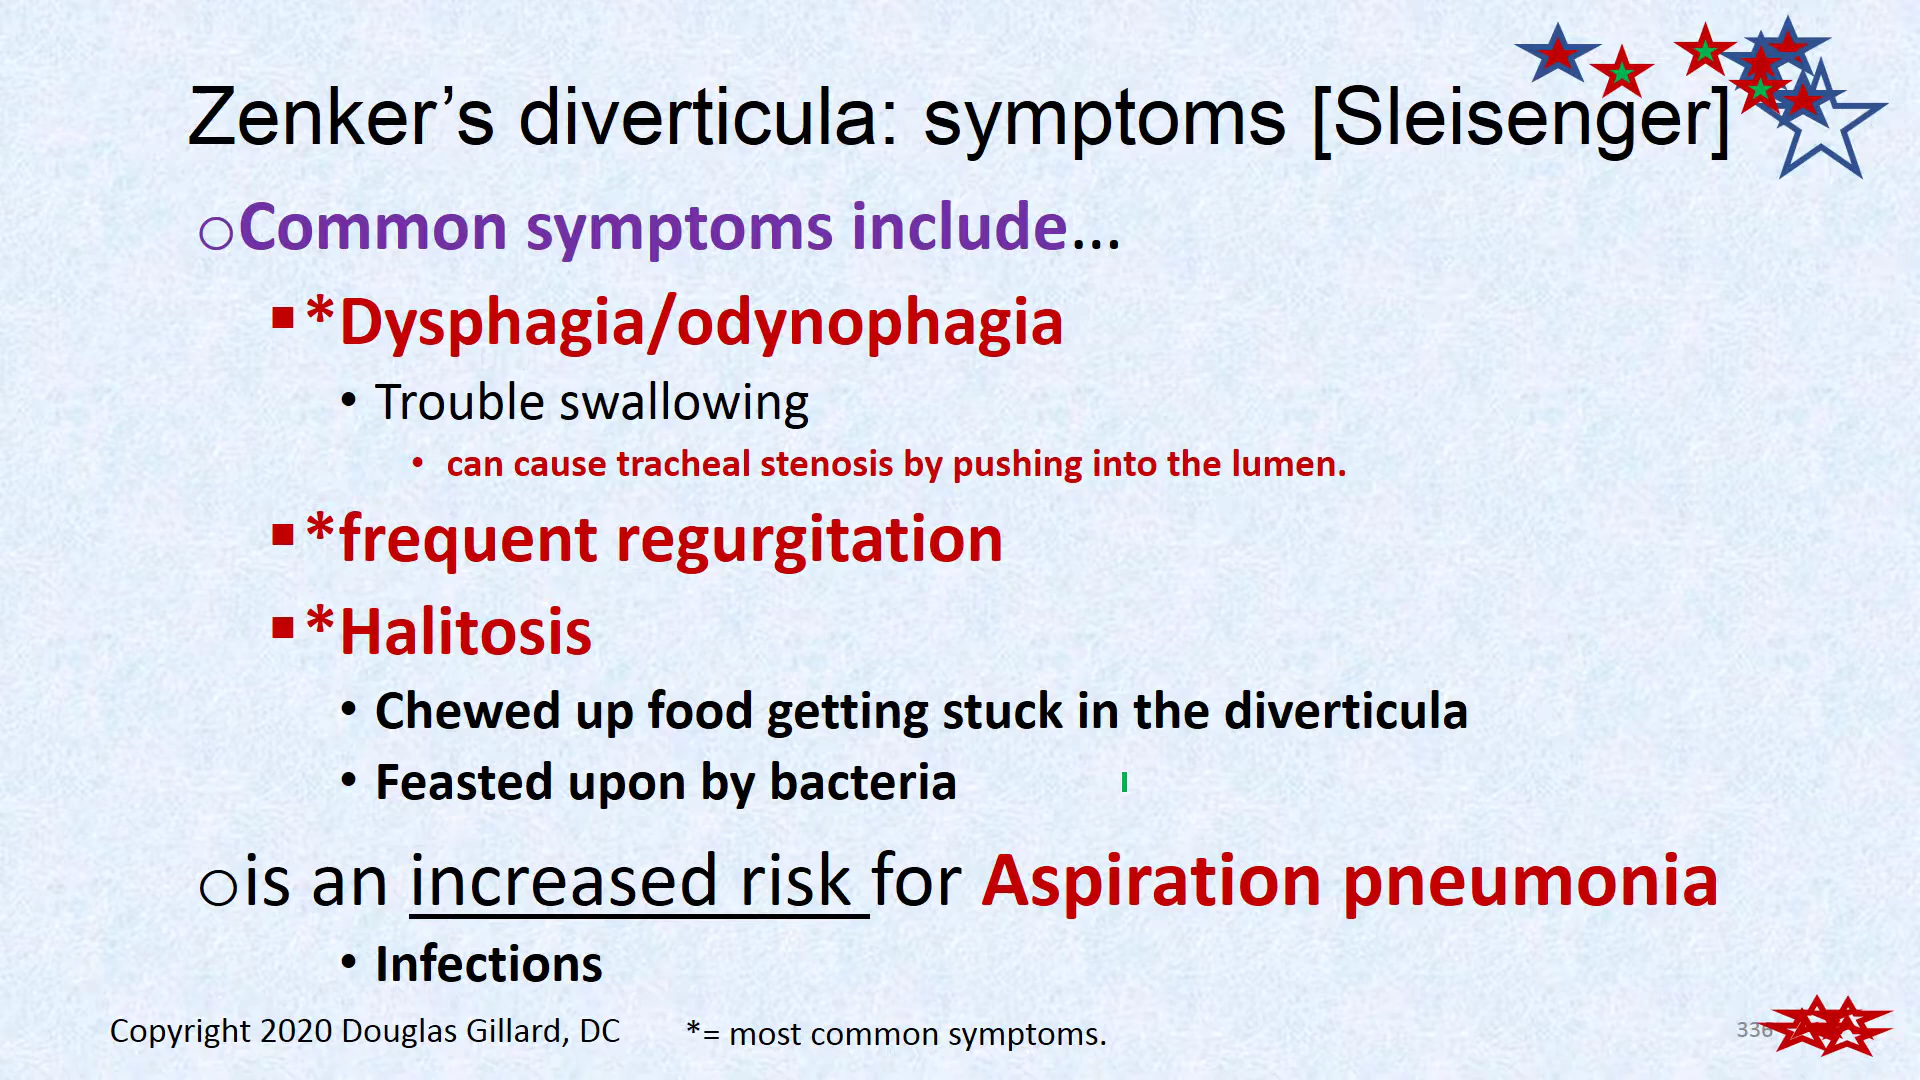 Zenker’s diverticula: symptoms [Sleisenger]
Common symptoms include...
*Dysphagia/odynophagia
• Trouble swallowing
• can cause tracheal stenosis by pushing into the lumen.
*frequent regurgitation
*Halitosis
• Chewed up food getting stuck in the diverticula
• Feasted upon by bacteria
is an increased risk for Aspiration pneumonia
• Infections
Copyright 2020 Douglas Gillard, DC
*= most common symptoms.
336